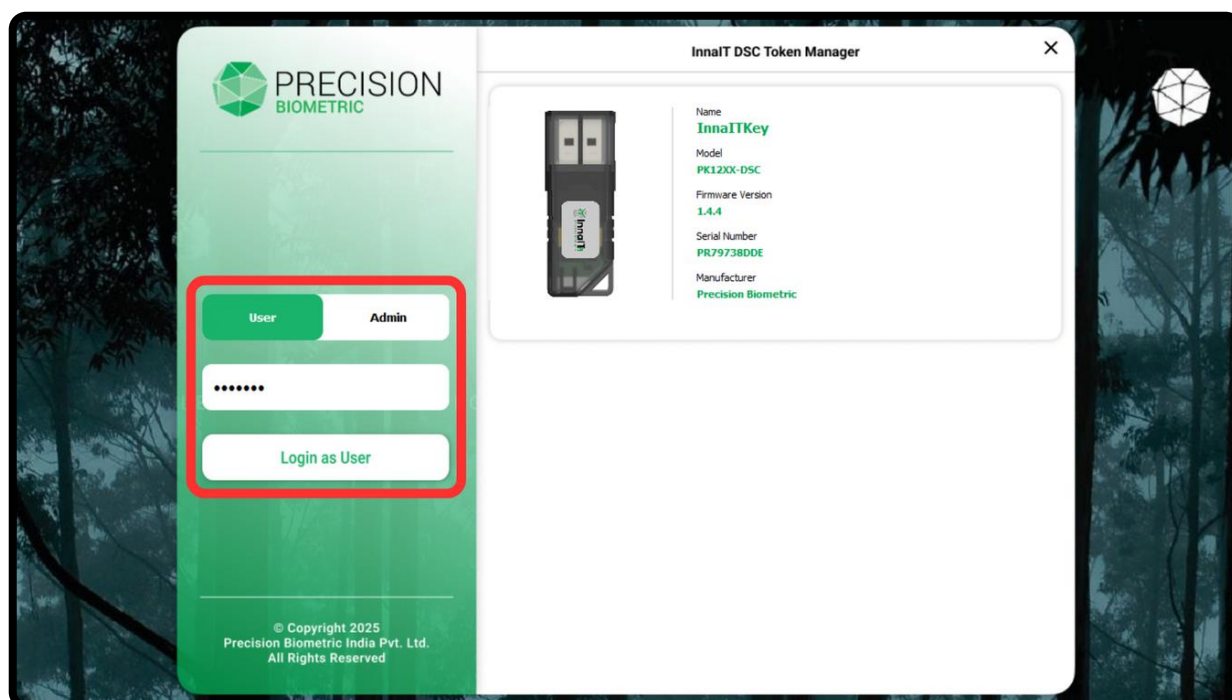 PRECISION
BIOMETRIC
User
Admin
•••••••
Login as User
© Copyright 2025
Precision Biometric India Pvt. Ltd.
All Rights Reserved
InnaIT DSC Token Manager
InnaIT
Name
InnaITKey
Model
PK12XX-DSC
Firmware Version
1.4.4
Serial Number
PR79738DDE
Manufacturer
Precision Biometric